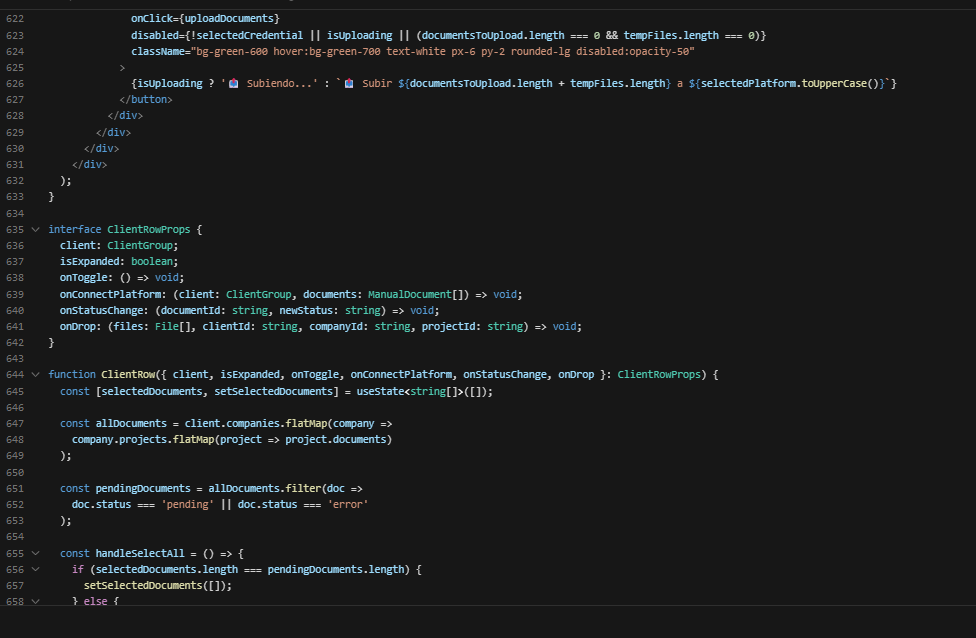 622 onClick={uploadDocuments}
623 disabled={!selectedCredential || isUploading || (documentsToUpload.length === 0 && tempFiles.length === 0)}
624 className="bg-green-600 hover:bg-green-700 text-white px-6 py-2 rounded-lg disabled:opacity-50"
625 >
626 {isUploading ? '📤 Subiendo...' : `📤 Subir ${documentsToUpload.length + tempFiles.length} a ${selectedPlatform.toUpperCase()}`}
627 </button>
628 </div>
629 </div>
630 </div>
631 </div>
632 );
633 }
634
635 interface ClientRowProps {
636 client: ClientGroup;
637 isExpanded: boolean;
638 onToggle: () => void;
639 onConnectPlatform: (client: ClientGroup, documents: ManualDocument[]) => void;
640 onStatusChange: (documentId: string, newStatus: string) => void;
641 onDrop: (files: File[], clientId: string, companyId: string, projectId: string) => void;
642 }
643
644 function ClientRow({ client, isExpanded, onToggle, onConnectPlatform, onStatusChange, onDrop }: ClientRowProps) {
645 const [selectedDocuments, setSelectedDocuments] = useState<string[]>([]);
646
647 const allDocuments = client.companies.flatMap(company =>
648 company.projects.flatMap(project => project.documents)
649 );
650
651 const pendingDocuments = allDocuments.filter(doc =>
652 doc.status === 'pending' || doc.status === 'error'
653 );
654
655 const handleSelectAll = () => {
656 if (selectedDocuments.length === pendingDocuments.length) {
657 setSelectedDocuments([]);
658 } else {